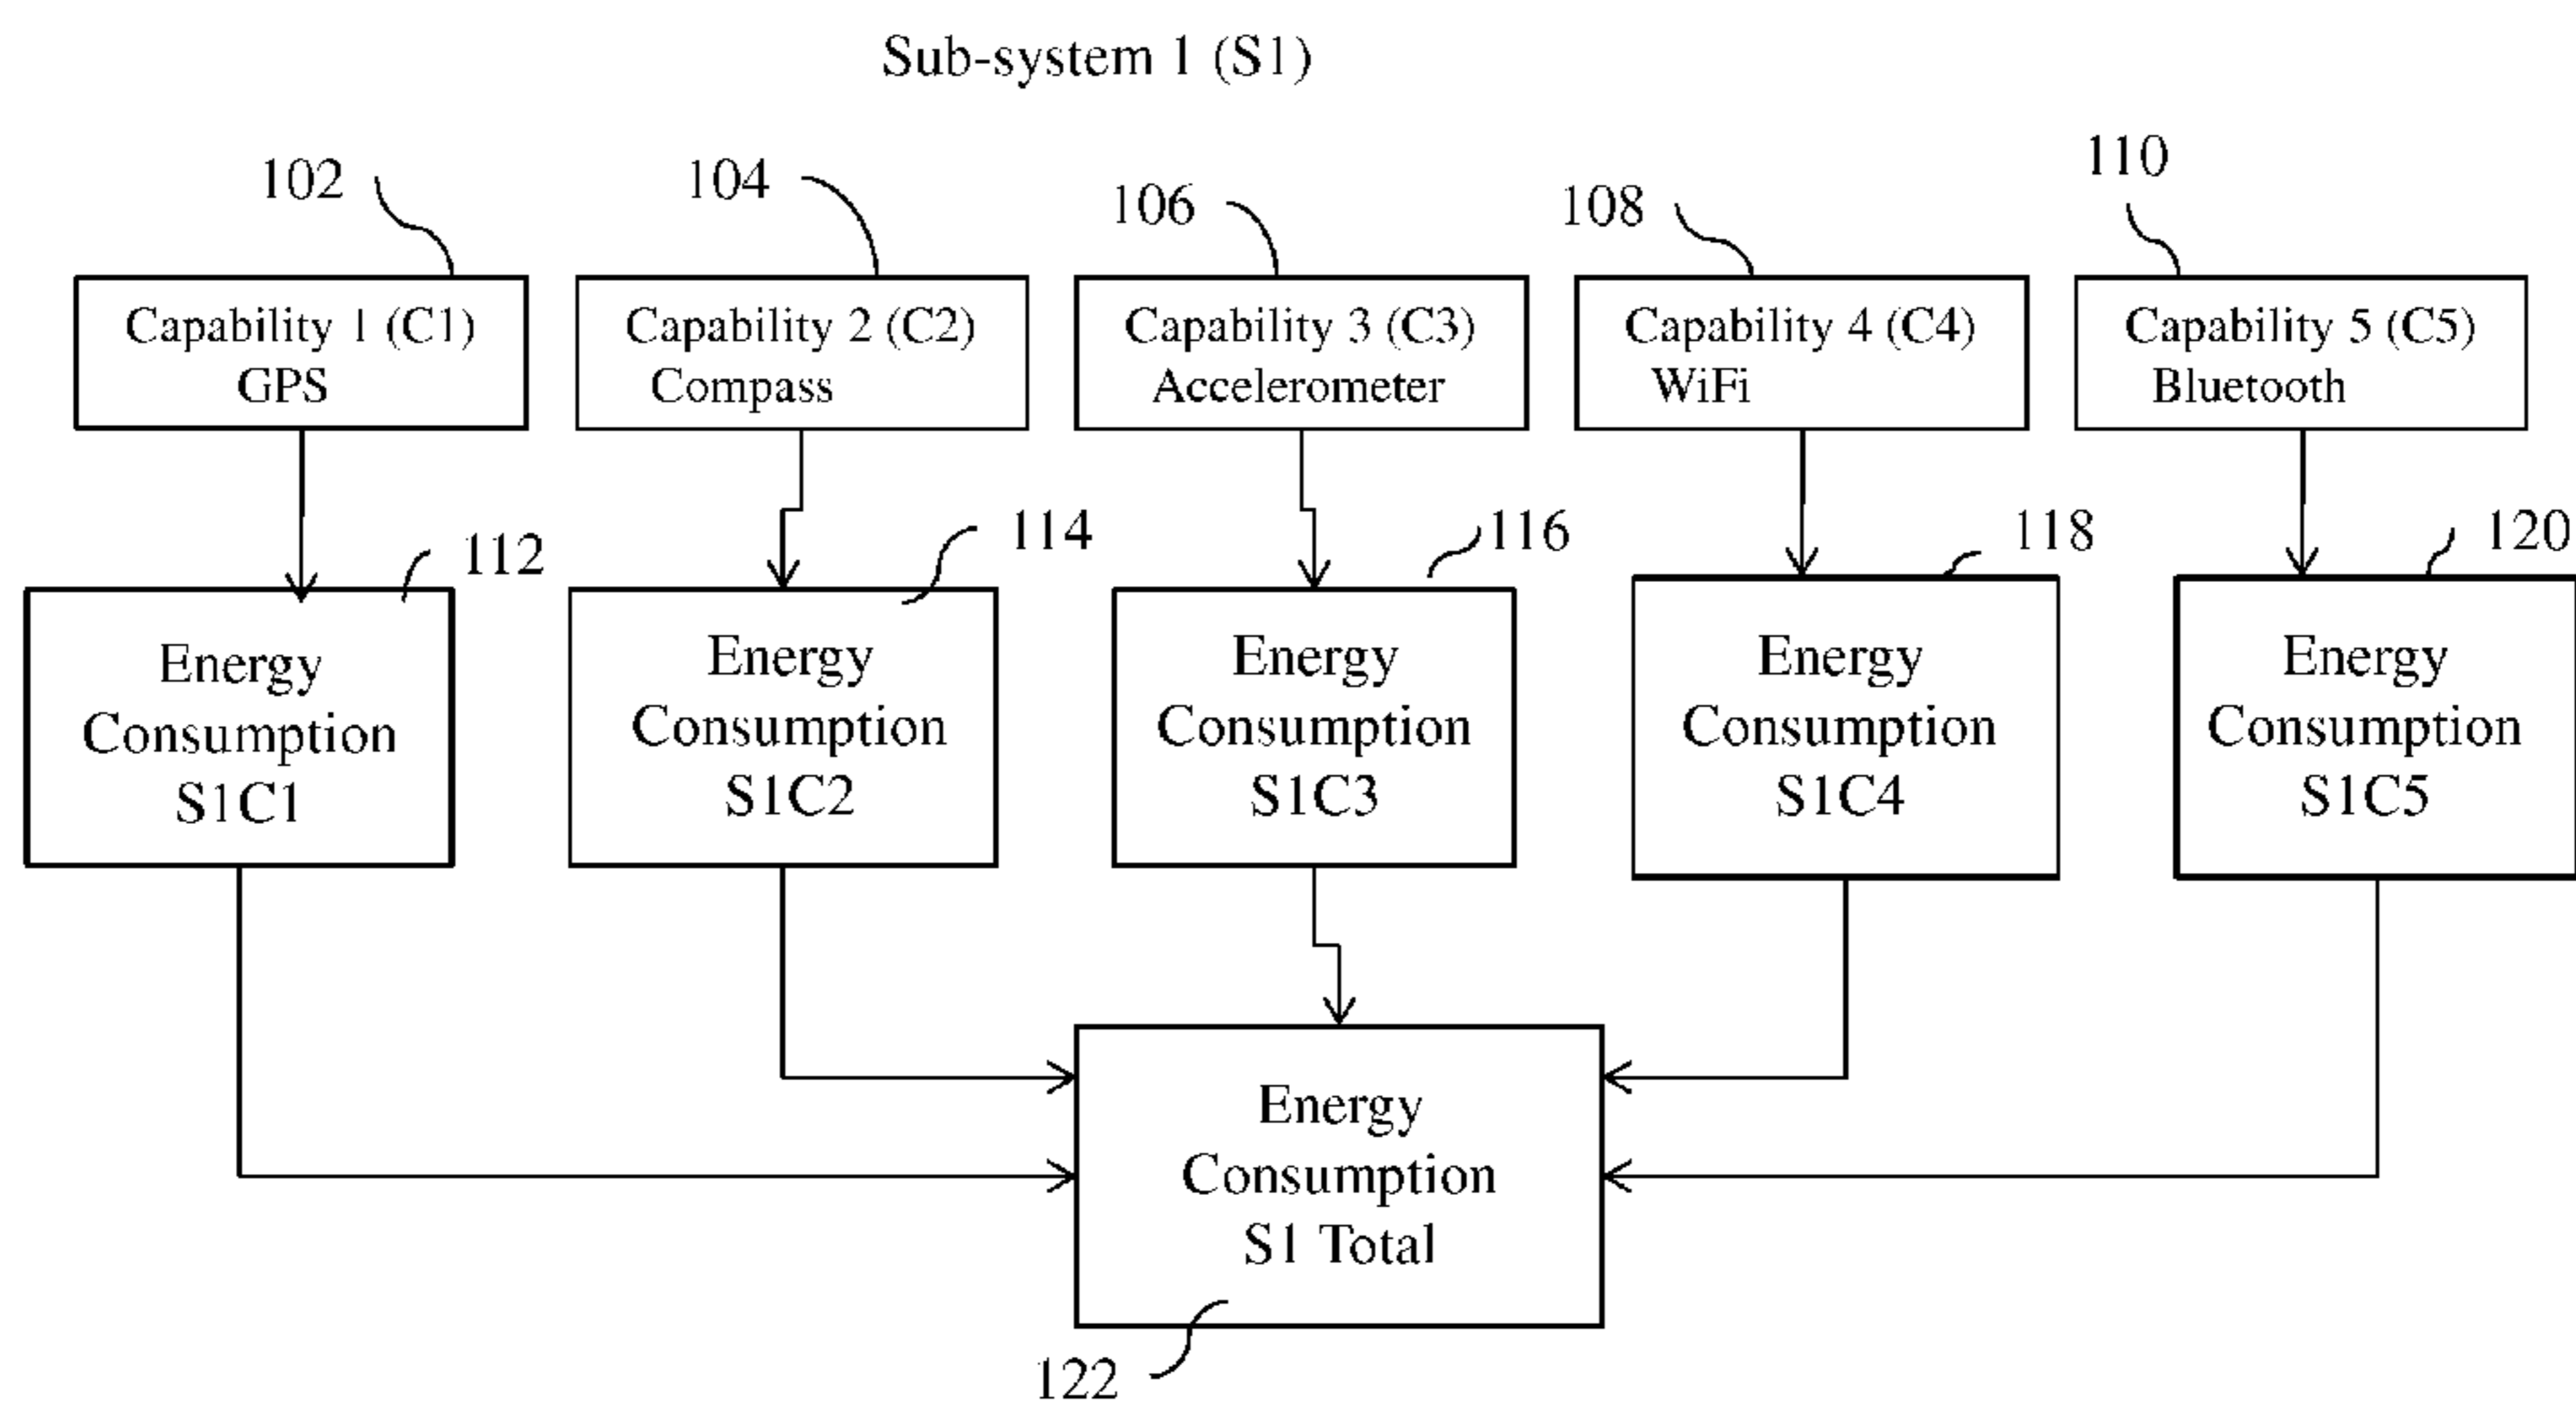 Sub-system 1 (S1)
102
104
106
108
110
Capability 1 (C1)
GPS
Capability 2 (C2)
Compass
Capability 3 (C3)
Accelerometer
Capability 4 (C4)
WiFi
Capability 5 (C5)
Bluetooth
112
114
116
118
120
Energy
Consumption
S1C1
Energy
Consumption
S1C2
Energy
Consumption
S1C3
Energy
Consumption
S1C4
Energy
Consumption
S1C5
Energy
Consumption
S1 Total
122